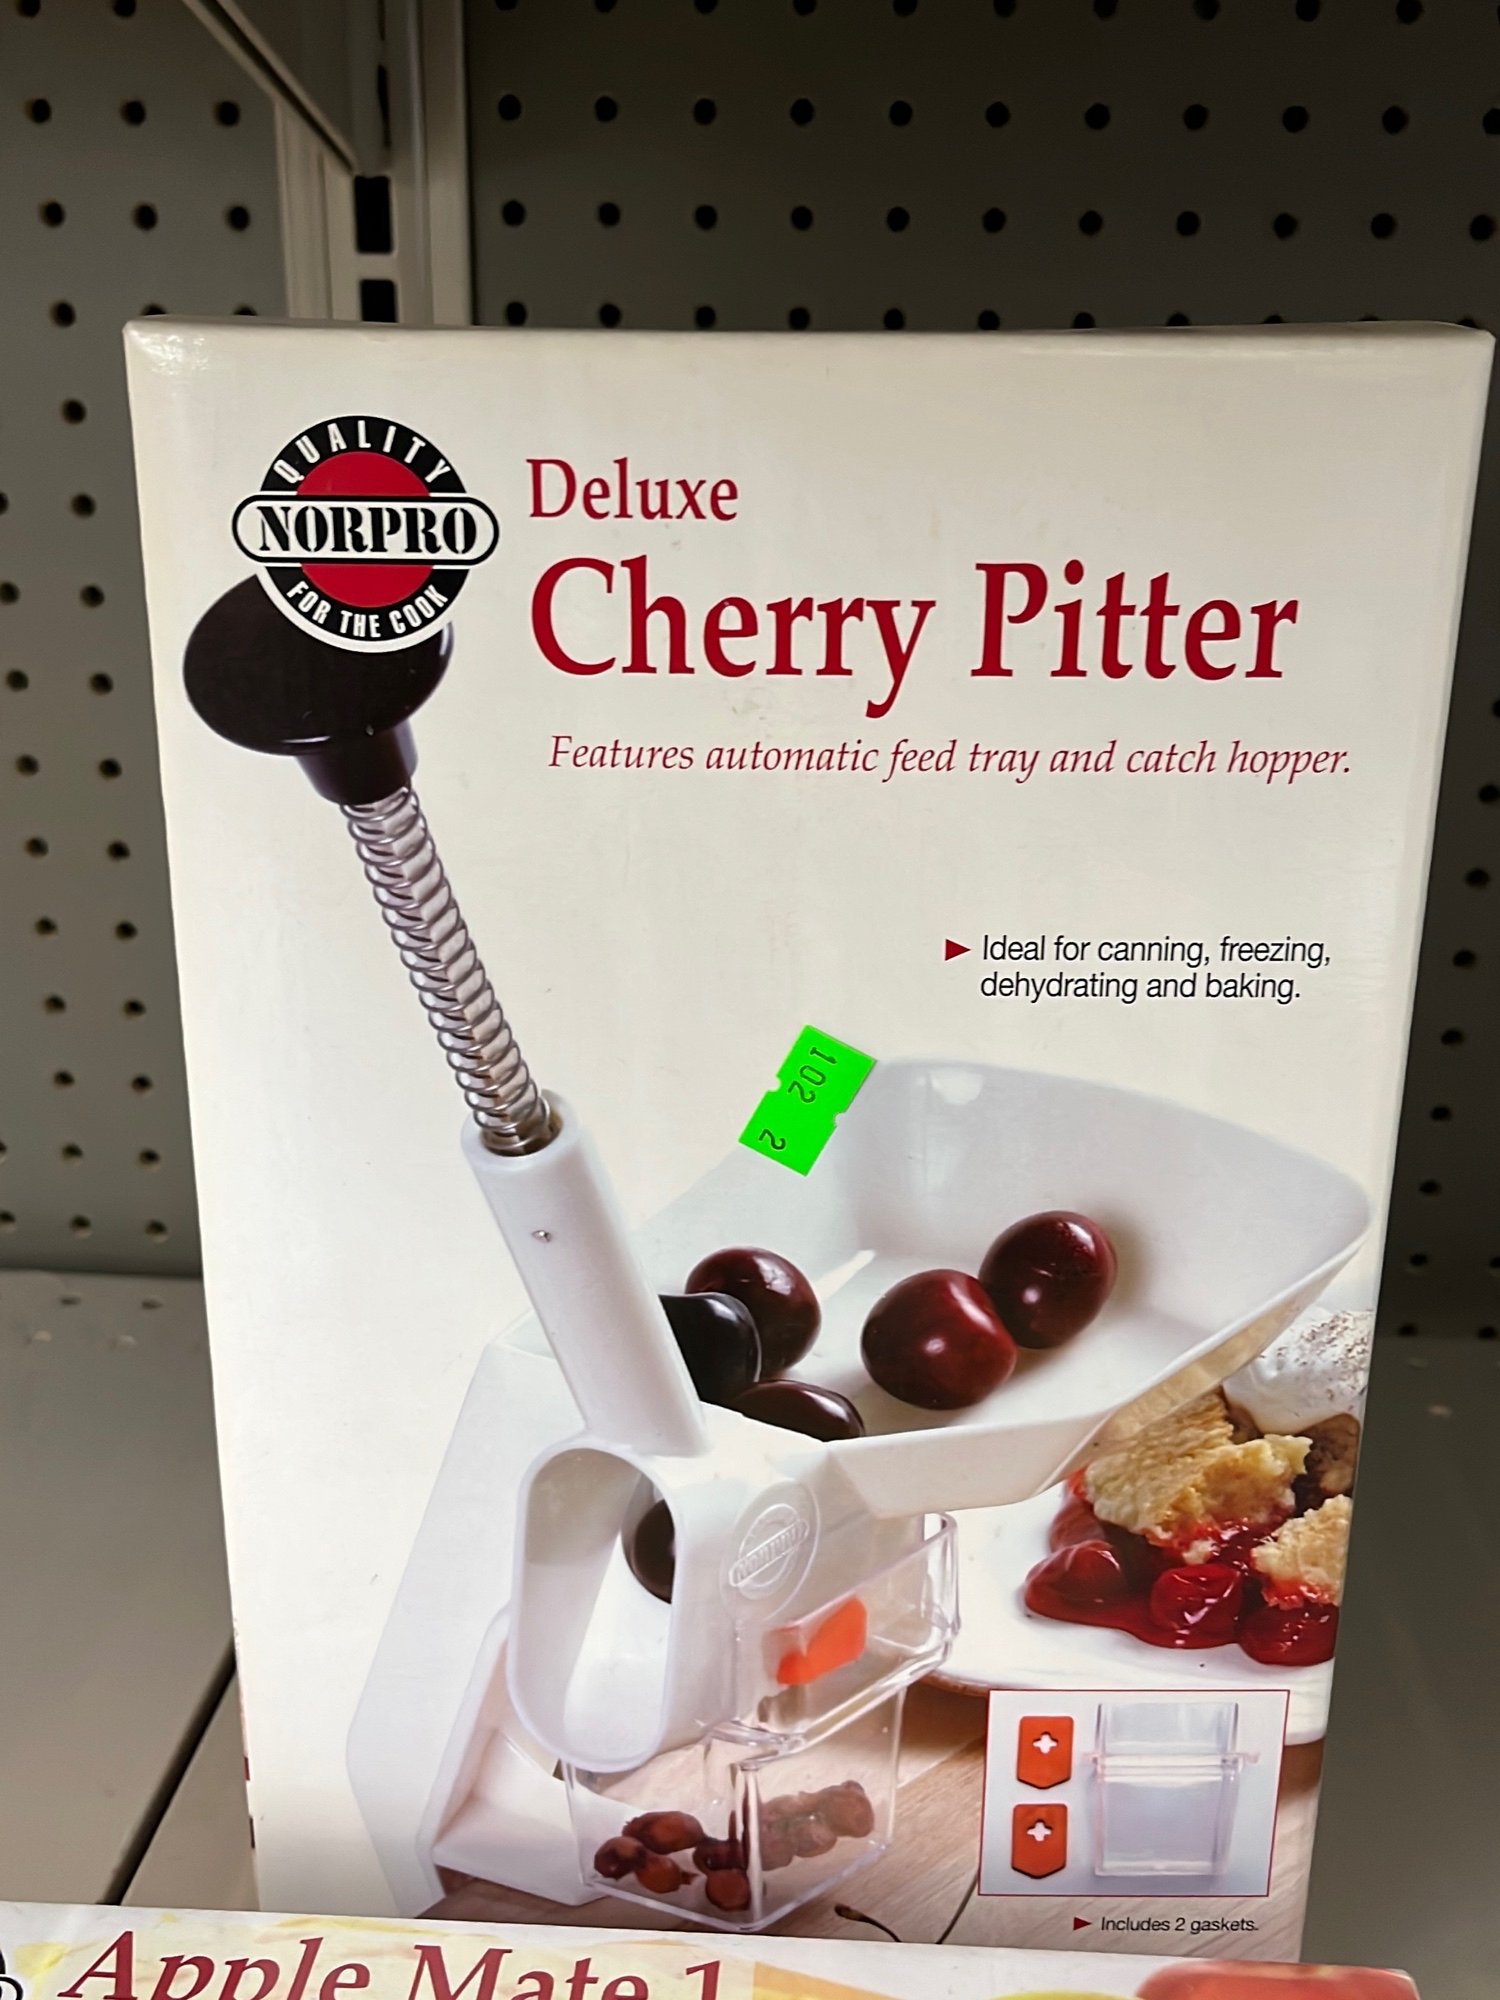 QUALITY
NORPRO
FOR THE COOK
Deluxe
Cherry Pitter
Features automatic feed tray and catch hopper.
► Ideal for canning, freezing,
dehydrating and baking.
102 2
NORPRO
► Includes 2 gaskets.
Apple Mate 1